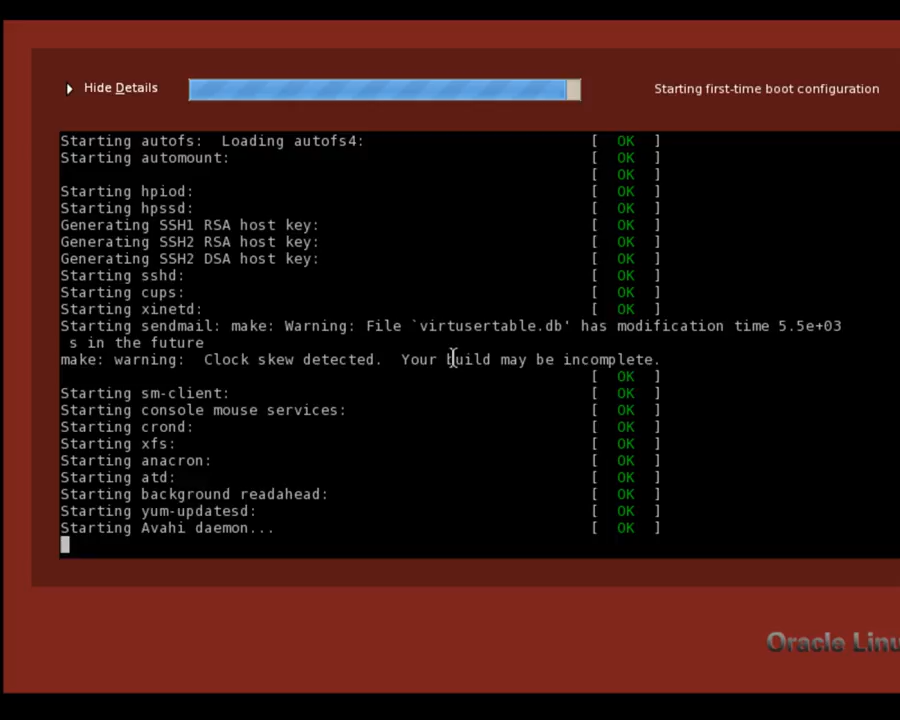 Hide Details
Starting first-time boot configuration
Starting autofs:  Loading autofs4: [  OK  ]
Starting automount: [  OK  ]
[  OK  ]
Starting hpiod: [  OK  ]
Starting hpssd: [  OK  ]
Generating SSH1 RSA host key: [  OK  ]
Generating SSH2 RSA host key: [  OK  ]
Generating SSH2 DSA host key: [  OK  ]
Starting sshd: [  OK  ]
Starting cups: [  OK  ]
Starting xinetd: [  OK  ]
Starting sendmail: make: Warning: File `virtusertable.db' has modification time 5.5e+03
s in the future
make: warning:  Clock skew detected.  Your build may be incomplete.
[  OK  ]
Starting sm-client: [  OK  ]
Starting console mouse services: [  OK  ]
Starting crond: [  OK  ]
Starting xfs: [  OK  ]
Starting anacron: [  OK  ]
Starting atd: [  OK  ]
Starting background readahead: [  OK  ]
Starting yum-updatesd: [  OK  ]
Starting Avahi daemon... [  OK  ]
Oracle Linu